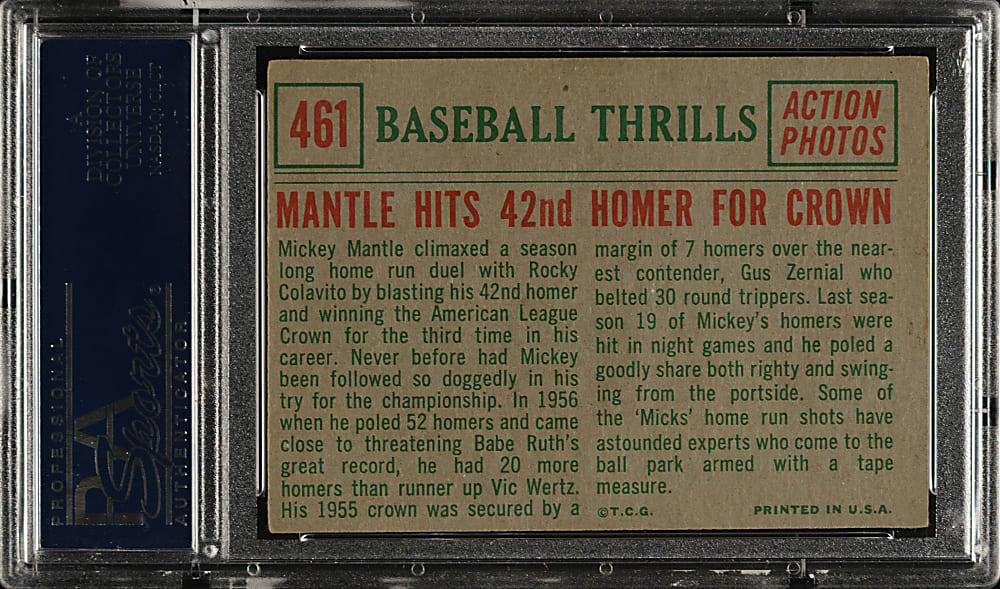 461
BASEBALL THRILLS
ACTION
PHOTOS
MANTLE HITS 42nd HOMER FOR CROWN
Mickey Mantle climaxed a season
long home run duel with Rocky
Colavito by blasting his 42nd homer
and winning the American League
Crown for the third time in his
career. Never before had Mickey
been followed so doggedly in his
try for the championship. In 1956
when he poled 52 homers and came
close to threatening Babe Ruth's
great record, he had 20 more
homers than runner up Vic Wertz.
His 1955 crown was secured by a
margin of 7 homers over the near-
est contender, Gus Zernial who
belted 30 round trippers. Last sea-
son 19 of Mickey's homers were
hit in night games and he poled a
goodly share both righty and swing-
ing from the portside. Some of
the 'Micks' home run shots have
astounded experts who come to the
ball park armed with a tape
measure.
©T.C.G.
PRINTED IN U.S.A.
A
DIVISION OF
COLLECTORS
UNIVERSE
NASDAQ: CLCT
PROFESSIONAL
PSA
Sports
AUTHENTICATOR